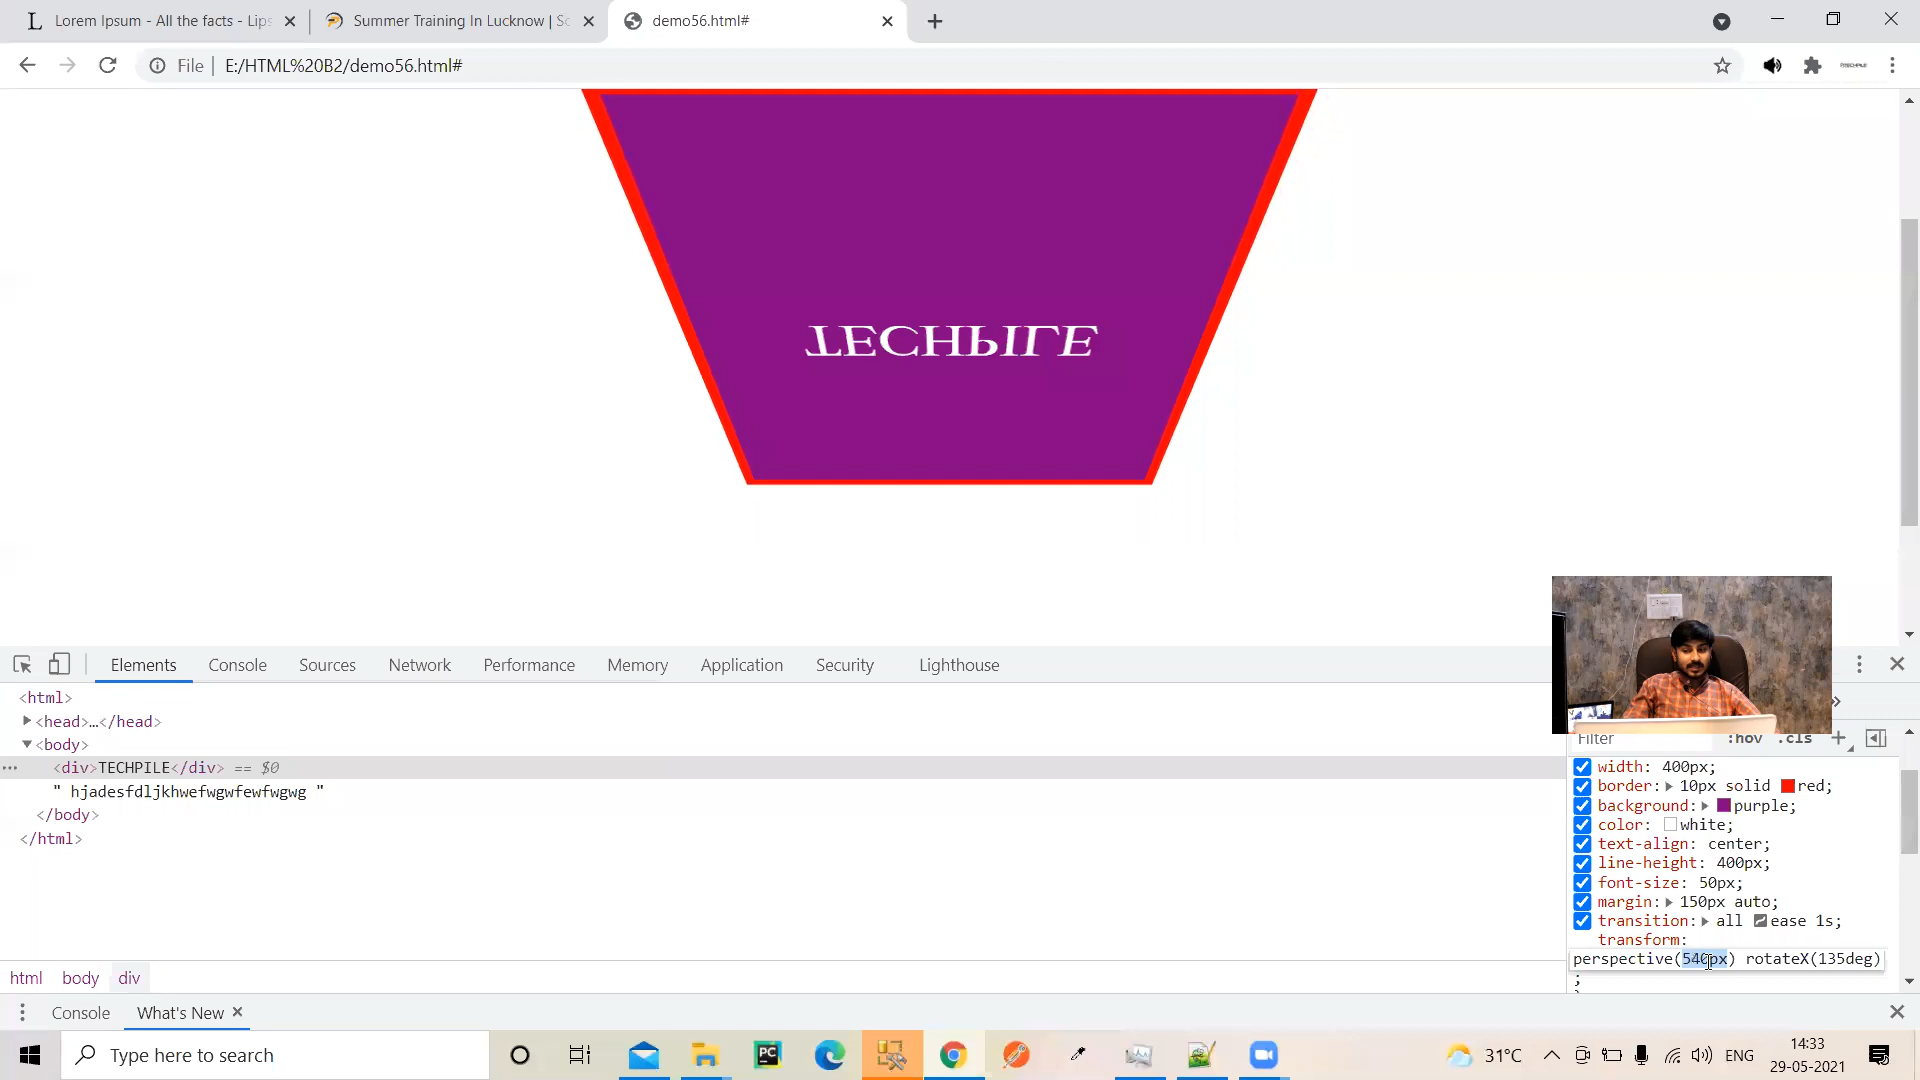 Lorem Ipsum - All the facts - Lips
Summer Training In Lucknow | Sc
demo56.html#
File
E:/HTML%20B2/demo56.html#
TECHPILE
Elements
Console
Sources
Network
Performance
Memory
Application
Security
Lighthouse
<html>
<head>…</head>
<body>
<div>TECHPILE</div> == $0
" hjadesfdljkhwefwgwfewfwgwg "
</body>
</html>
Filter
:hov .cls
width: 400px;
border: 10px solid red;
background: purple;
color: white;
text-align: center;
line-height: 400px;
font-size: 50px;
margin: 150px auto;
transition: all ease 1s;
transform:
perspective(540px) rotateX(135deg)
;
html body div
Console
What's New
Type here to search
PC
31°C
ENG
14:33
29-05-2021